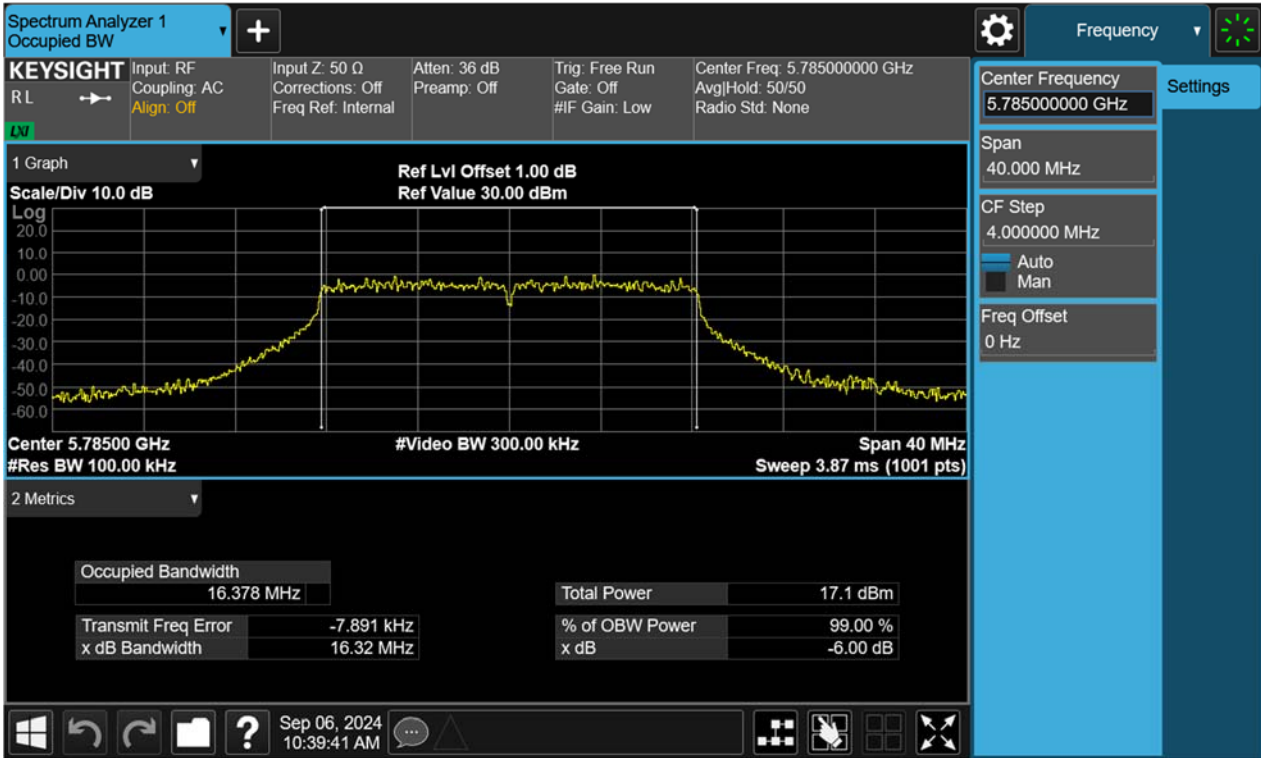 Spectrum Analyzer 1
Occupied BW
+
Frequency
KEYSIGHT
R L
LXI
Input: RF
Coupling: AC
Align: Off
Input Z: 50 Ω
Corrections: Off
Freq Ref: Internal
Atten: 36 dB
Preamp: Off
Trig: Free Run
Gate: Off
#IF Gain: Low
Center Freq: 5.785000000 GHz
Avg|Hold: 50/50
Radio Std: None
Center Frequency
5.785000000 GHz
Settings
Span
40.000 MHz
CF Step
4.000000 MHz
Auto
Man
Freq Offset
0 Hz
1 Graph
Scale/Div 10.0 dB
Ref Lvl Offset 1.00 dB
Ref Value 30.00 dBm
Log
20.0
10.0
0.00
-10.0
-20.0
-30.0
-40.0
-50.0
-60.0
Center 5.78500 GHz
#Video BW 300.00 kHz
Span 40 MHz
#Res BW 100.00 kHz
Sweep 3.87 ms (1001 pts)
2 Metrics
Occupied Bandwidth
16.378 MHz
Total Power 17.1 dBm
Transmit Freq Error -7.891 kHz
% of OBW Power 99.00 %
x dB Bandwidth 16.32 MHz
x dB -6.00 dB
?
Sep 06, 2024
10:39:41 AM